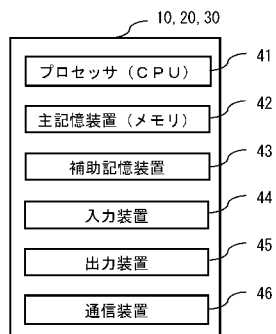 10, 20, 30
プロセッサ（ＣＰＵ） 41
主記憶装置（メモリ） 42
補助記憶装置 43
入力装置 44
出力装置 45
通信装置 46